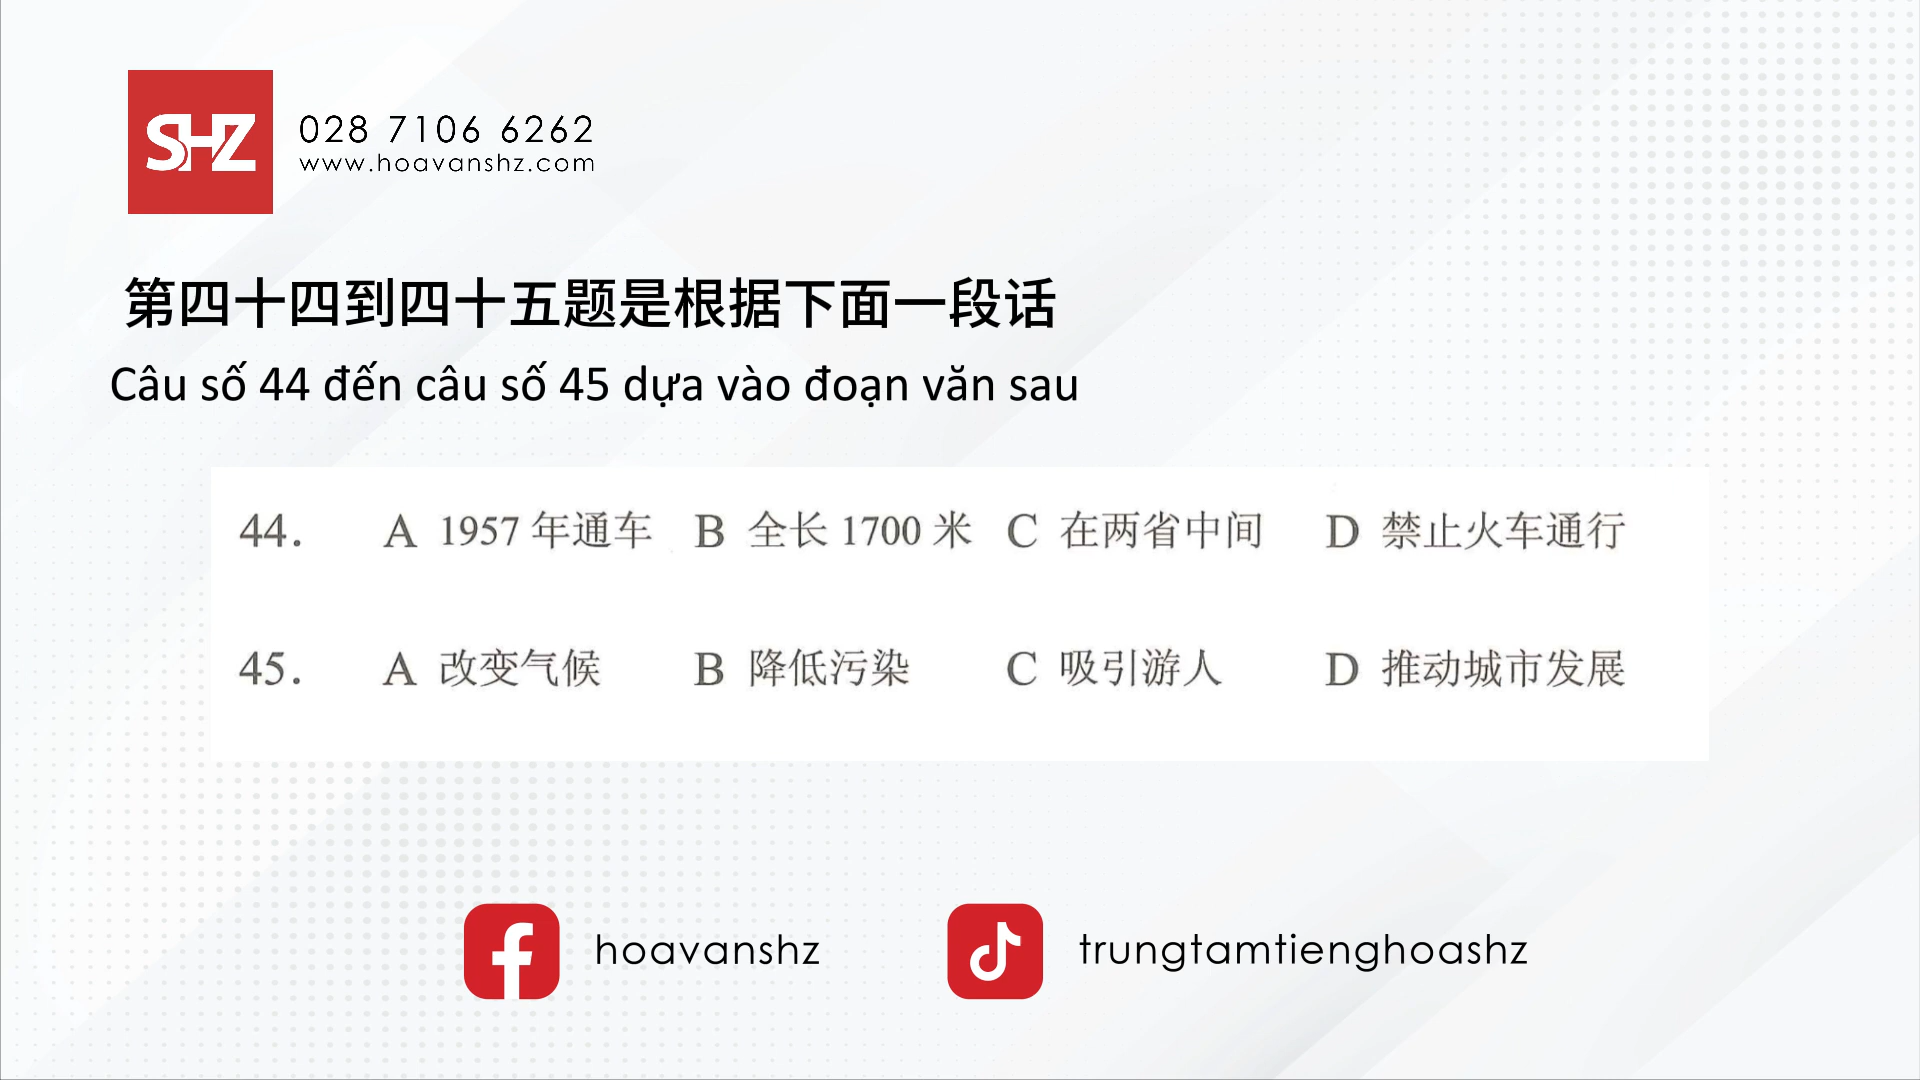 SHZ
028 7106 6262
www.hoavanshz.com
第四十四到四十五题是根据下面一段话
Câu số 44 đến câu số 45 dựa vào đoạn văn sau
44. A 1957 年通车 B 全长 1700 米 C 在两省中间 D 禁止火车通行
45. A 改变气候 B 降低污染 C 吸引游人 D 推动城市发展
hoavanshz trungtamtienghoashz